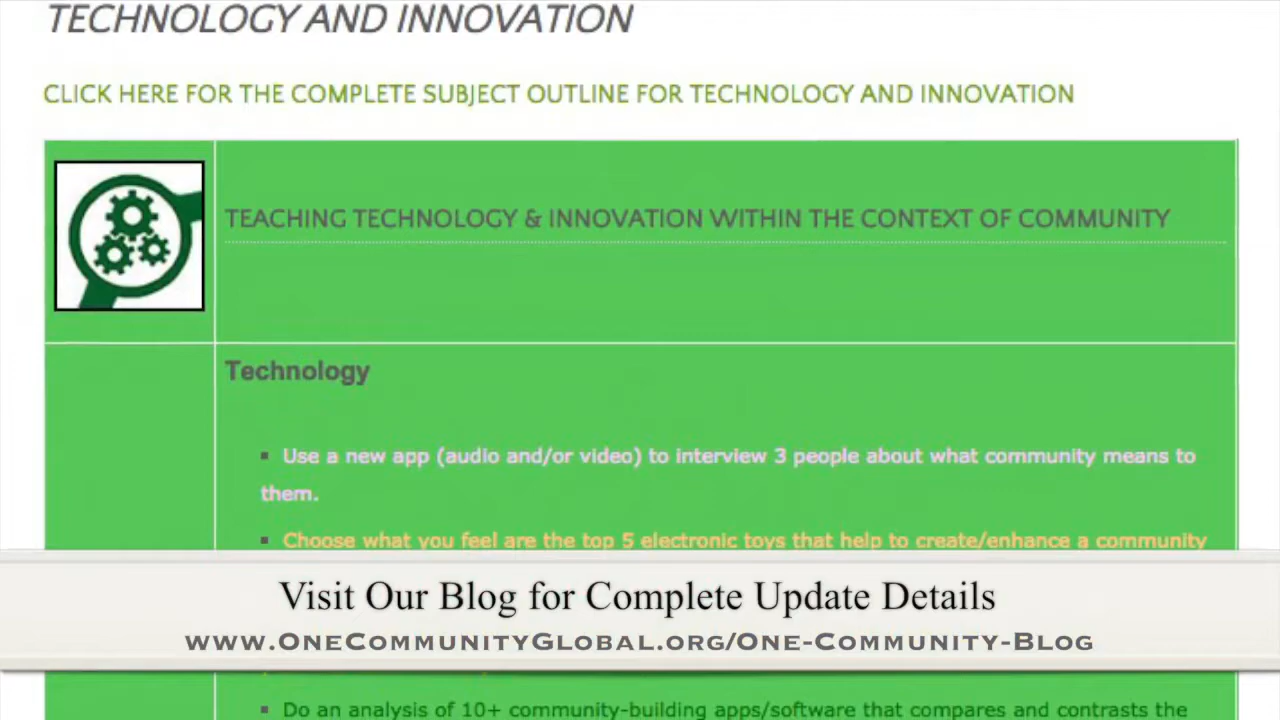 TECHNOLOGY AND INNOVATION
CLICK HERE FOR THE COMPLETE SUBJECT OUTLINE FOR TECHNOLOGY AND INNOVATION
TEACHING TECHNOLOGY & INNOVATION WITHIN THE CONTEXT OF COMMUNITY
Technology
▪ Use a new app (audio and/or video) to interview 3 people about what community means to
them.
▪ Choose what you feel are the top 5 electronic toys that help to create/enhance a community
Visit Our Blog for Complete Update Details
www.OneCommunityGlobal.org/One-Community-Blog
▪ Do an analysis of 10+ community-building apps/software that compares and contrasts the